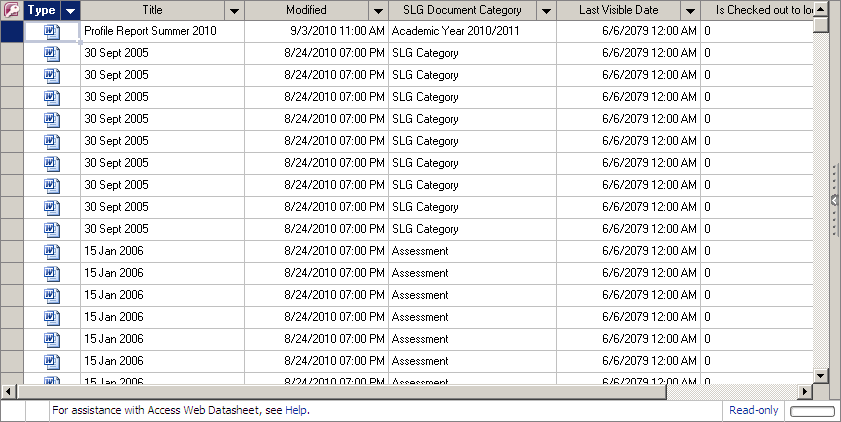 Type Title Modified SLG Document Category Last Visible Date Is Checked out to loc
Profile Report Summer 2010 9/3/2010 11:00 AM Academic Year 2010/2011 6/6/2079 12:00 AM 0
30 Sept 2005 8/24/2010 07:00 PM SLG Category 6/6/2079 12:00 AM 0
30 Sept 2005 8/24/2010 07:00 PM SLG Category 6/6/2079 12:00 AM 0
30 Sept 2005 8/24/2010 07:00 PM SLG Category 6/6/2079 12:00 AM 0
30 Sept 2005 8/24/2010 07:00 PM SLG Category 6/6/2079 12:00 AM 0
30 Sept 2005 8/24/2010 07:00 PM SLG Category 6/6/2079 12:00 AM 0
30 Sept 2005 8/24/2010 07:00 PM SLG Category 6/6/2079 12:00 AM 0
30 Sept 2005 8/24/2010 07:00 PM SLG Category 6/6/2079 12:00 AM 0
30 Sept 2005 8/24/2010 07:00 PM SLG Category 6/6/2079 12:00 AM 0
30 Sept 2005 8/24/2010 07:00 PM SLG Category 6/6/2079 12:00 AM 0
15 Jan 2006 8/24/2010 07:00 PM Assessment 6/6/2079 12:00 AM 0
15 Jan 2006 8/24/2010 07:00 PM Assessment 6/6/2079 12:00 AM 0
15 Jan 2006 8/24/2010 07:00 PM Assessment 6/6/2079 12:00 AM 0
15 Jan 2006 8/24/2010 07:00 PM Assessment 6/6/2079 12:00 AM 0
15 Jan 2006 8/24/2010 07:00 PM Assessment 6/6/2079 12:00 AM 0
15 Jan 2006 8/24/2010 07:00 PM Assessment 6/6/2079 12:00 AM 0
15 Jan 2006 8/24/2010 07:00 PM Assessment 6/6/2079 12:00 AM 0
For assistance with Access Web Datasheet, see Help. Read-only